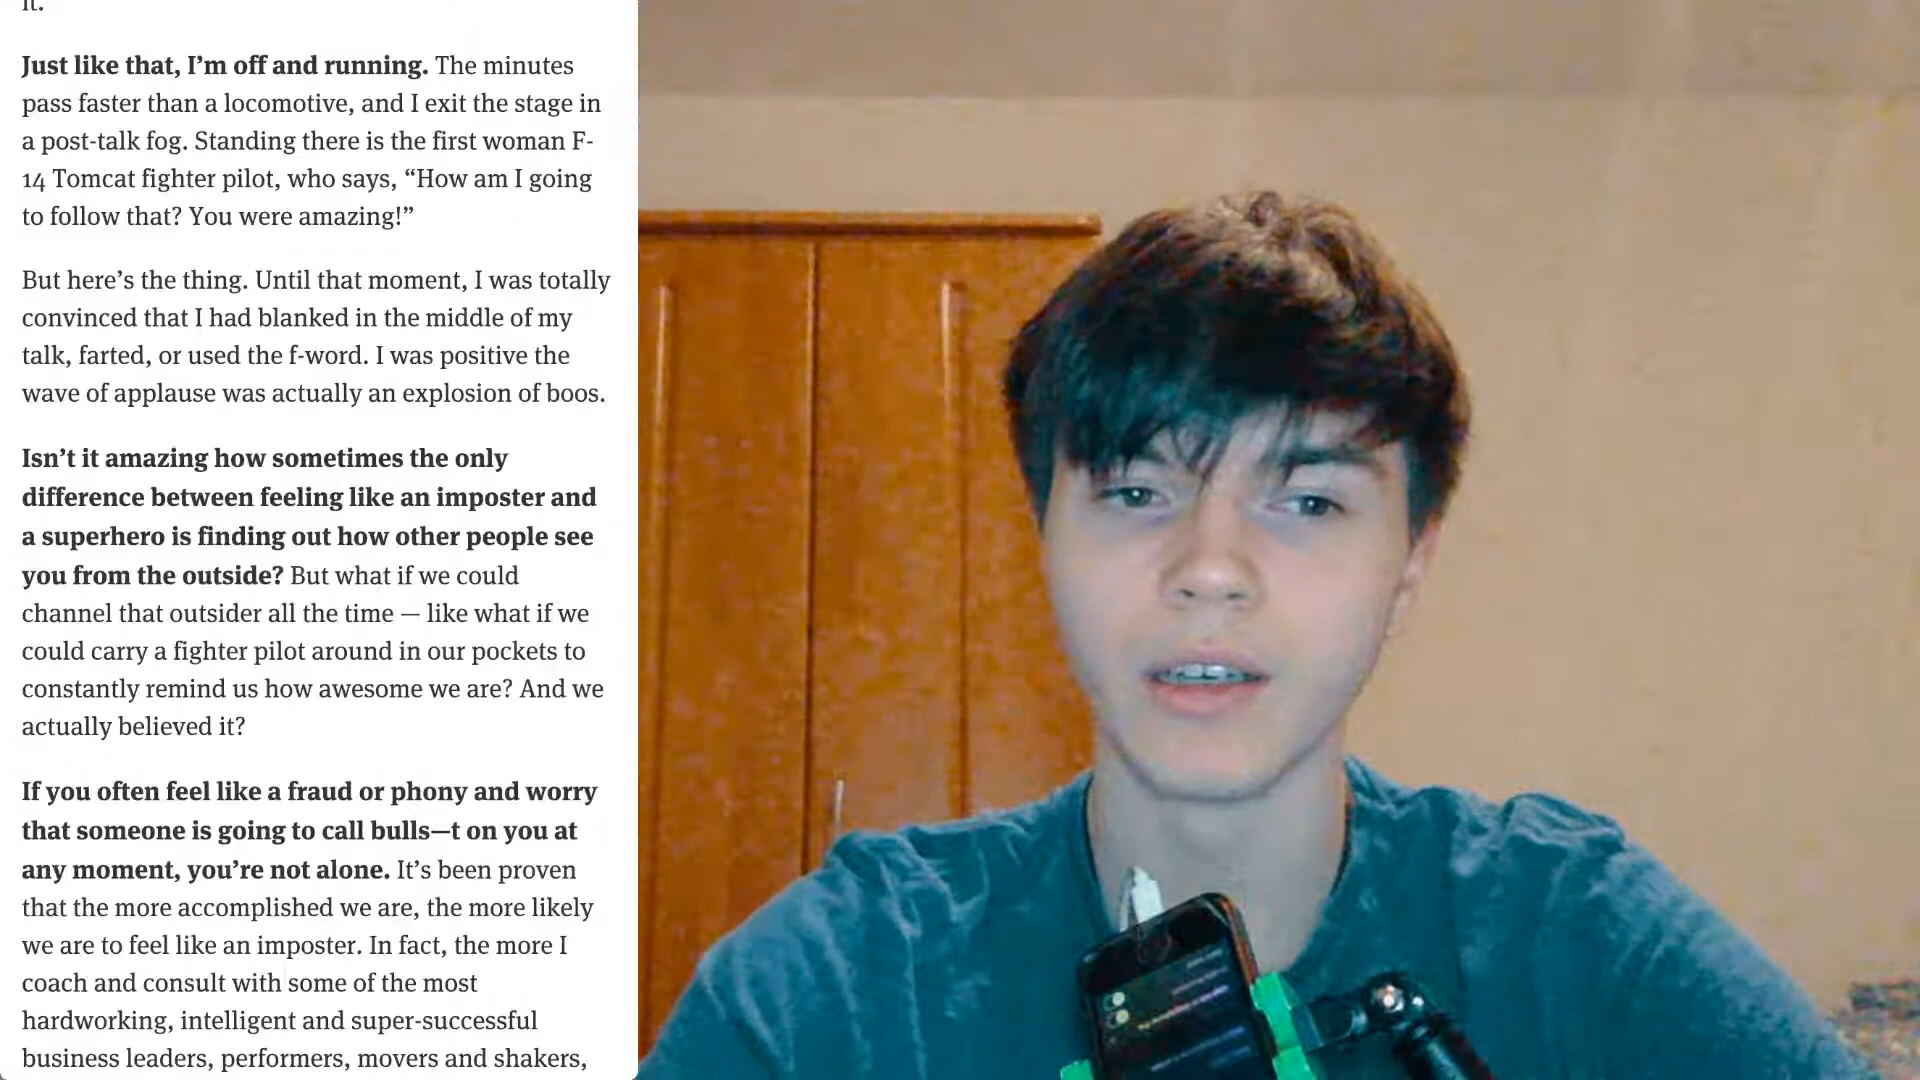 it.
Just like that, I’m off and running. The minutes
pass faster than a locomotive, and I exit the stage in
a post-talk fog. Standing there is the first woman F-
14 Tomcat fighter pilot, who says, “How am I going
to follow that? You were amazing!”
But here’s the thing. Until that moment, I was totally
convinced that I had blanked in the middle of my
talk, farted, or used the f-word. I was positive the
wave of applause was actually an explosion of boos.
Isn’t it amazing how sometimes the only
difference between feeling like an imposter and
a superhero is finding out how other people see
you from the outside? But what if we could
channel that outsider all the time — like what if we
could carry a fighter pilot around in our pockets to
constantly remind us how awesome we are? And we
actually believed it?
If you often feel like a fraud or phony and worry
that someone is going to call bulls—t on you at
any moment, you’re not alone. It’s been proven
that the more accomplished we are, the more likely
we are to feel like an imposter. In fact, the more I
coach and consult with some of the most
hardworking, intelligent and super-successful
business leaders, performers, movers and shakers,